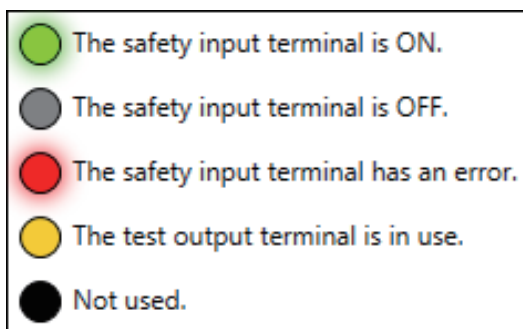 The safety input terminal is ON.
The safety input terminal is OFF.
The safety input terminal has an error.
The test output terminal is in use.
Not used.